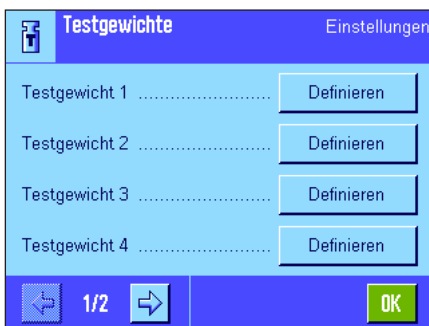 Testgewichte Einstellungen
Testgewicht 1 ........................ Definieren
Testgewicht 2 ........................ Definieren
Testgewicht 3 ........................ Definieren
Testgewicht 4 ........................ Definieren
1/2 OK